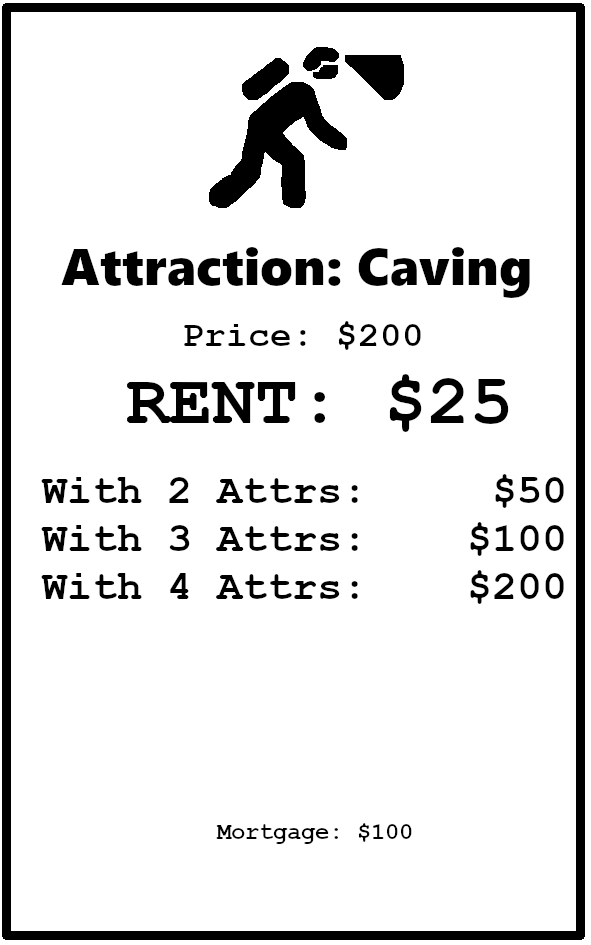 Attraction: Caving
Price: $200
RENT: $25
With 2 Attrs: $50
With 3 Attrs: $100
With 4 Attrs: $200
Mortgage: $100